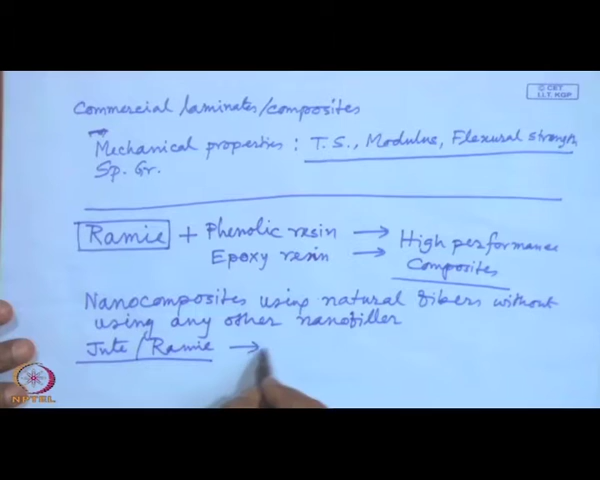 © CET
I.I.T. KGP
Commercial laminates/composites
Mechanical properties : T.S., Modulus, Flexural strength
Sp. Gr.
Ramie + Phenolic resin → High performance
Epoxy resin → Composites
Nanocomposites using natural fibers without
using any other nanofiller
Jute / Ramie →
NPTEL